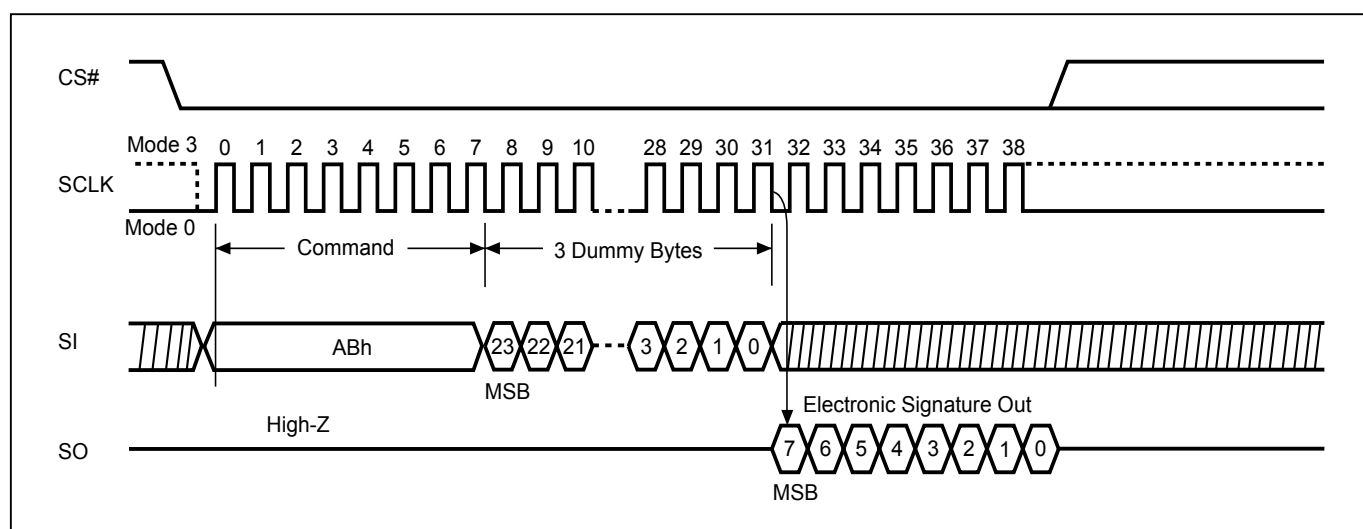 CS#
Mode 3
0 1 2 3 4 5 6 7 8 9 10 28 29 30 31 32 33 34 35 36 37 38
SCLK
Mode 0
Command
3 Dummy Bytes
SI
ABh
23 22 21 3 2 1 0
MSB
High-Z
Electronic Signature Out
SO
7 6 5 4 3 2 1 0
MSB